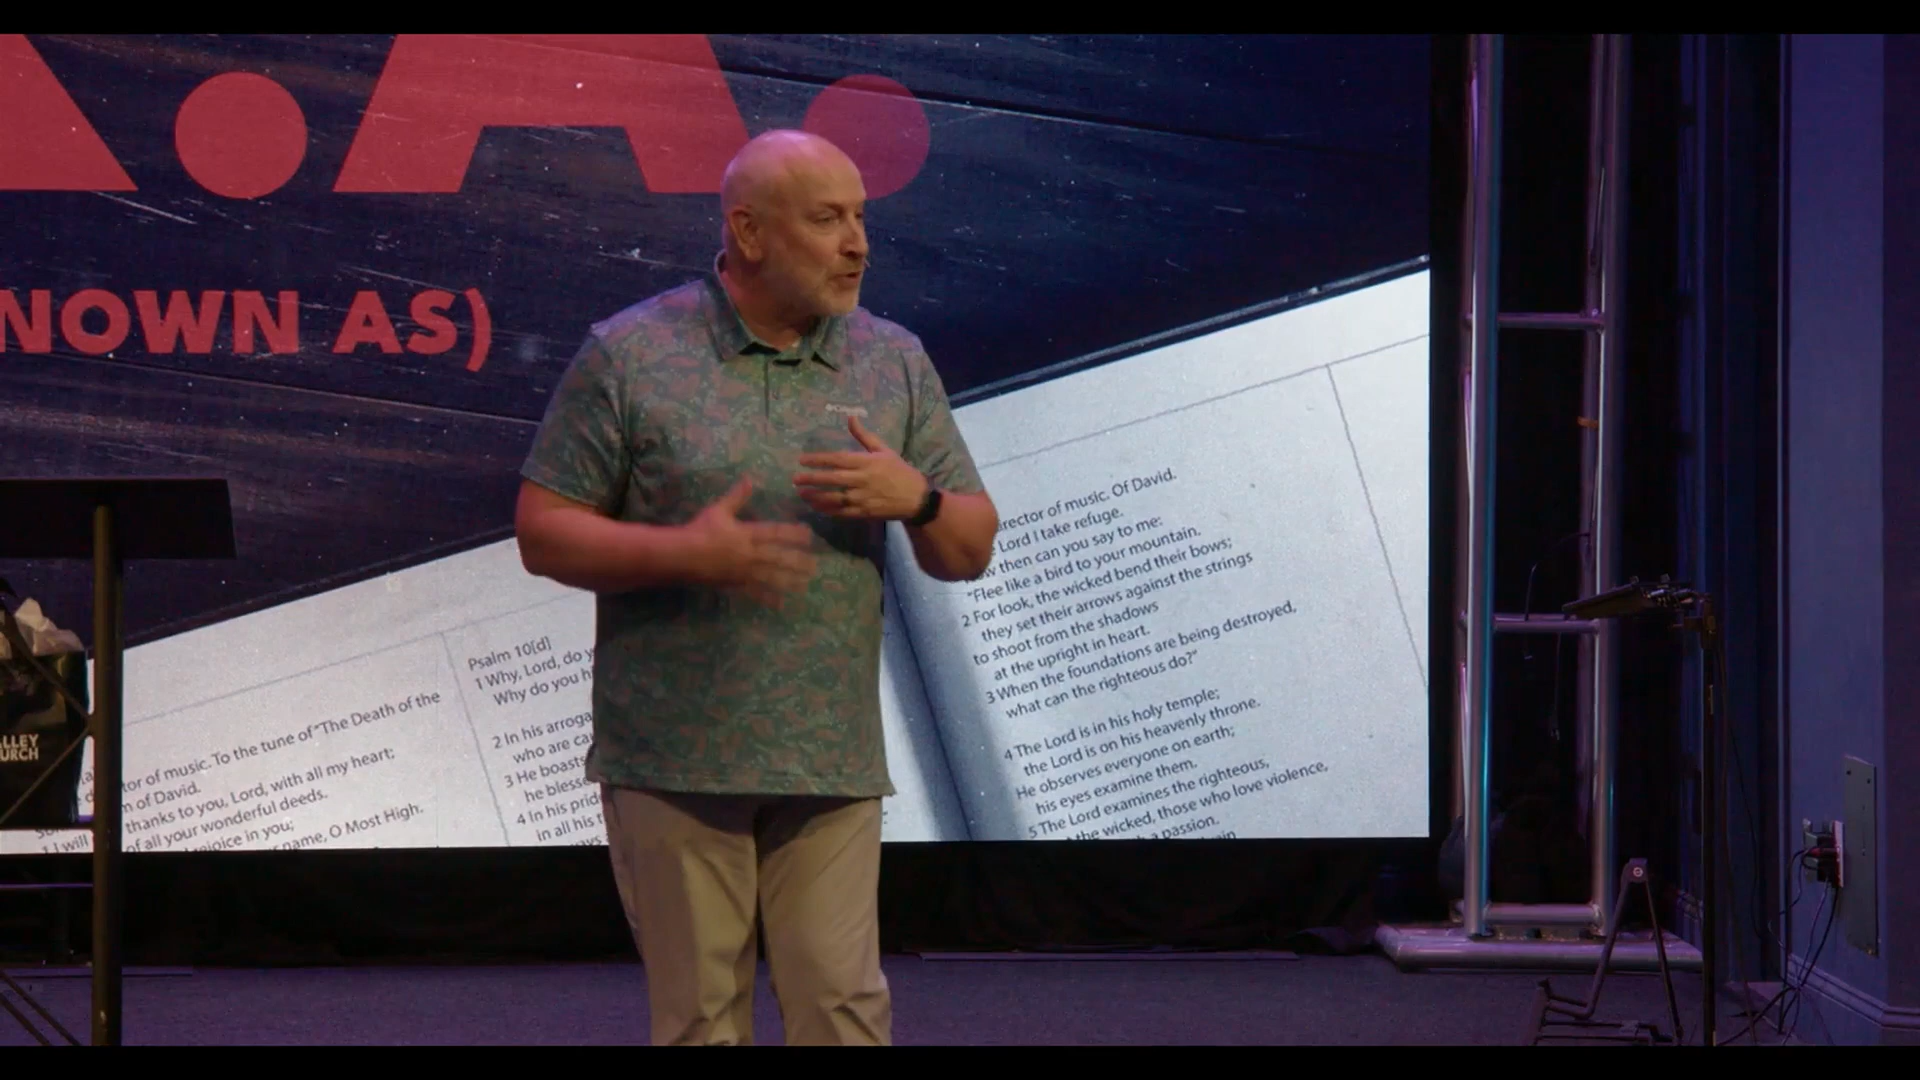 .A.
NOWN AS)
Columbia
LLEY
URCH
tor of music. To the tune of "The Death of the
n of David.
thanks to you, Lord, with all my heart;
1 I will
of all your wonderful deeds.
rejoice in you;
name, O Most High.
Psalm 10[d]
1 Why, Lord, do y
Why do you h
2 In his arroga
who are ca
3 He boasts
he blesse
4 In his prid
in all his t
ways
irector of music. Of David.
Lord I take refuge.
ow then can you say to me:
"Flee like a bird to your mountain.
2 For look, the wicked bend their bows;
they set their arrows against the strings
to shoot from the shadows
at the upright in heart.
3 When the foundations are being destroyed,
what can the righteous do?"
4 The Lord is in his holy temple;
the Lord is on his heavenly throne.
He observes everyone on earth;
his eyes examine them.
5 The Lord examines the righteous,
the wicked, those who love violence,
a passion.